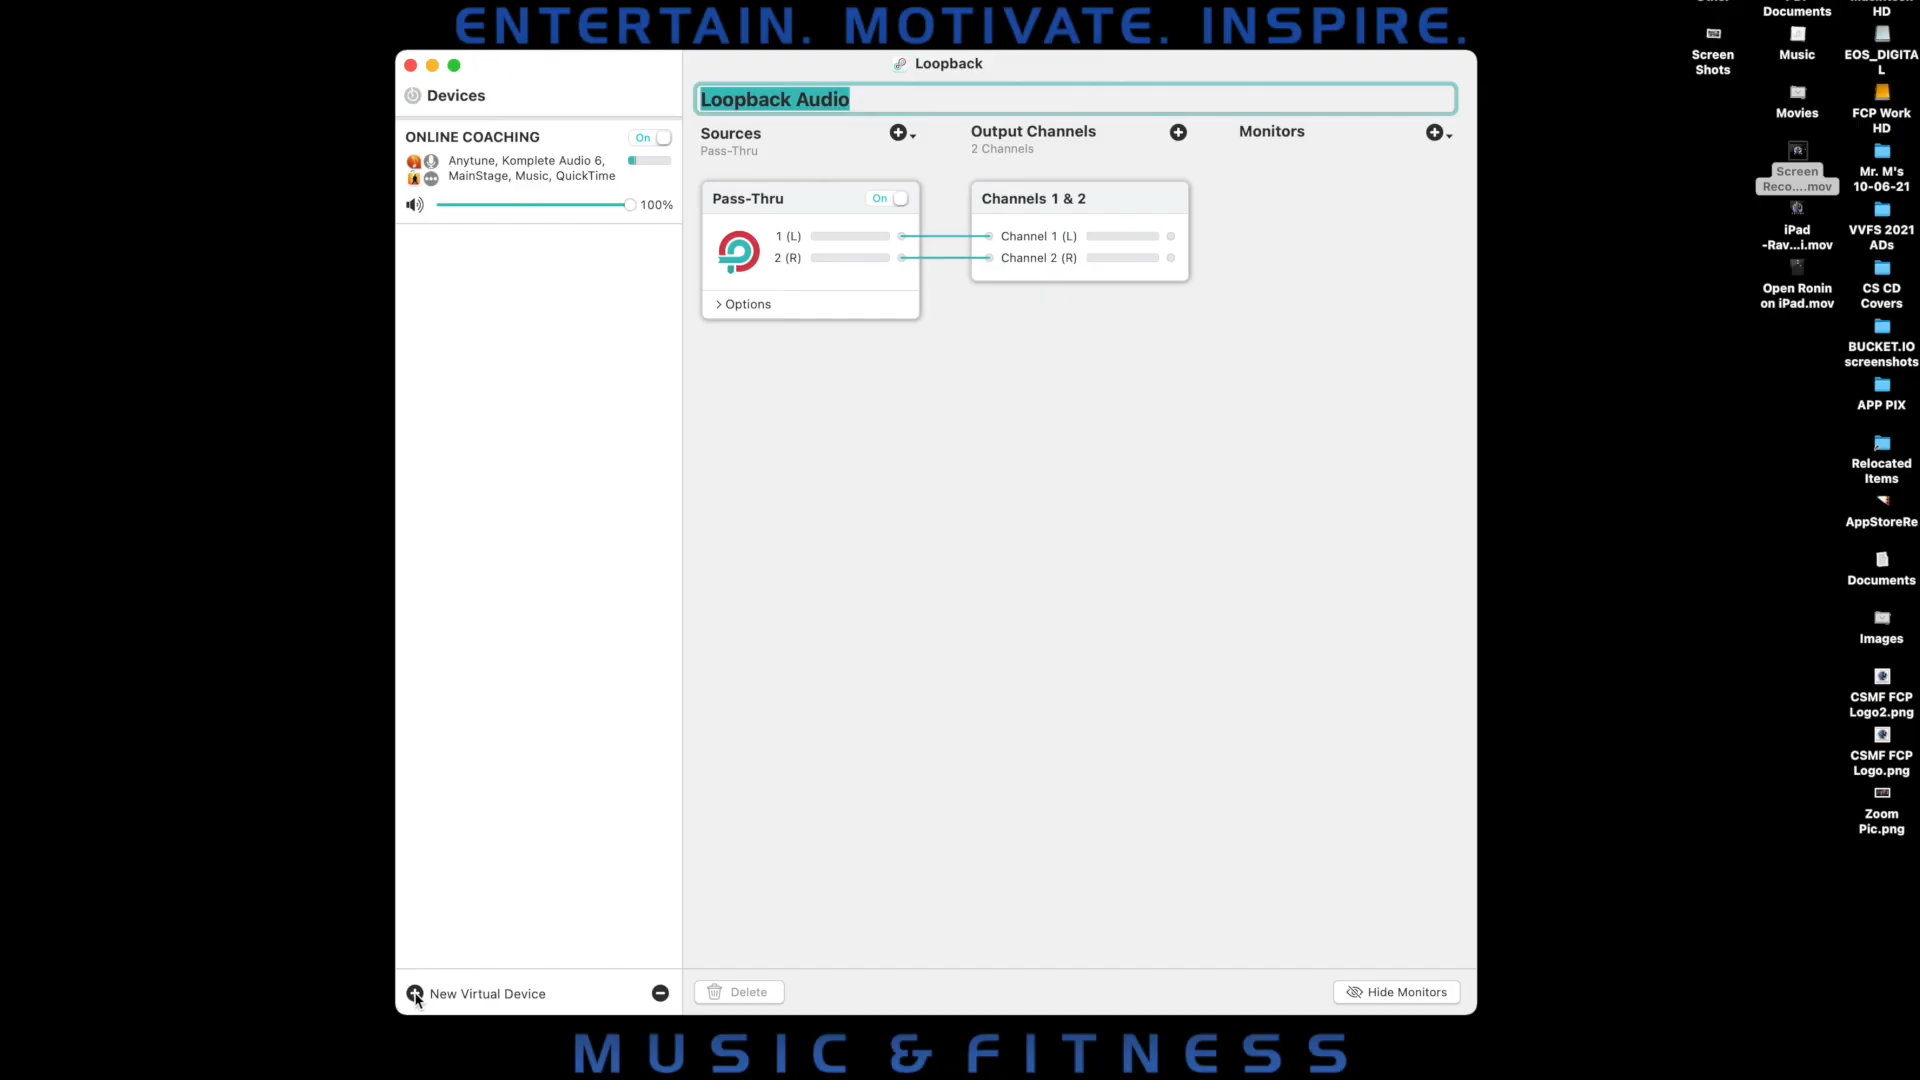 ENTERTAIN. MOTIVATE. INSPIRE.
Loopback
Devices
Loopback Audio
ONLINE COACHING
On
Anytune, Komplete Audio 6,
MainStage, Music, QuickTime
100%
Sources
Pass-Thru
Output Channels
2 Channels
Monitors
Pass-Thru
On
1 (L)
2 (R)
Options
Channels 1 & 2
Channel 1 (L)
Channel 2 (R)
New Virtual Device
Delete
Hide Monitors
Screen
Shots
Documents
Music
Movies
Screen
Reco....mov
iPad
-Rav...i.mov
Open Ronin
on iPad.mov
HD
EOS_DIGITA
L
FCP Work
HD
Mr. M's
10-06-21
VVFS 2021
ADs
CS CD
Covers
BUCKET.IO
screenshots
APP PIX
Relocated
Items
AppStoreRe
Documents
Images
CSMF FCP
Logo2.png
CSMF FCP
Logo.png
Zoom
Pic.png
MUSIC & FITNESS